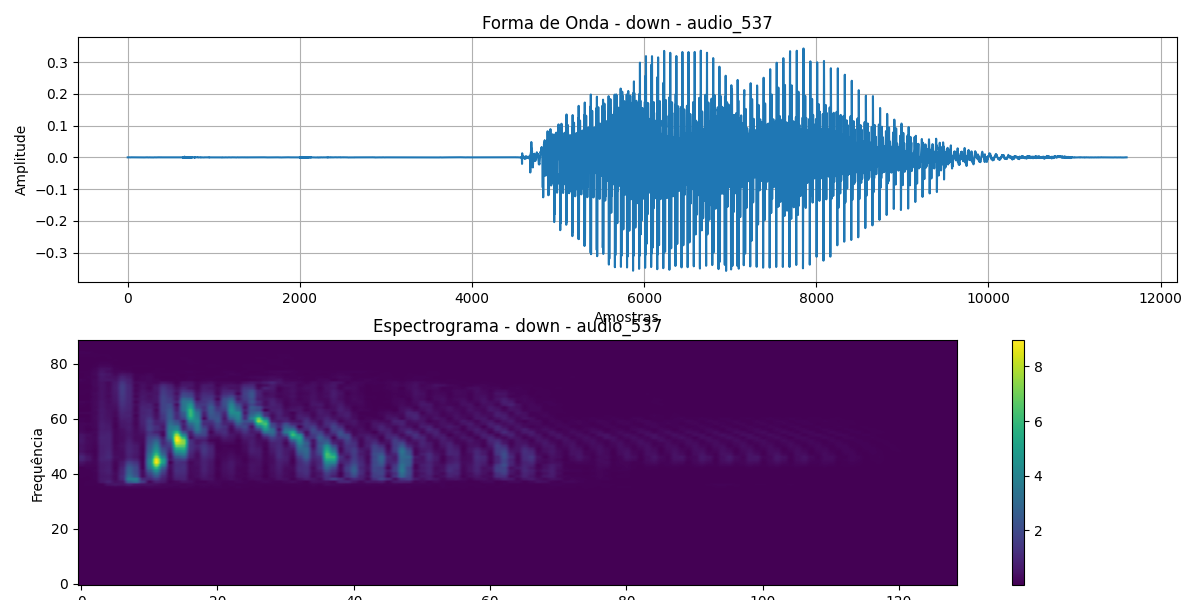 Forma de Onda - down - audio_537
Amplitude
0.3
0.2
0.1
0.0
−0.1
−0.2
−0.3
0 2000 4000 6000 8000 10000 12000
Amostras
Espectrograma - down - audio_537
Frequência
80
60
40
20
0
0 20 40 60 80 100 120
8
6
4
2